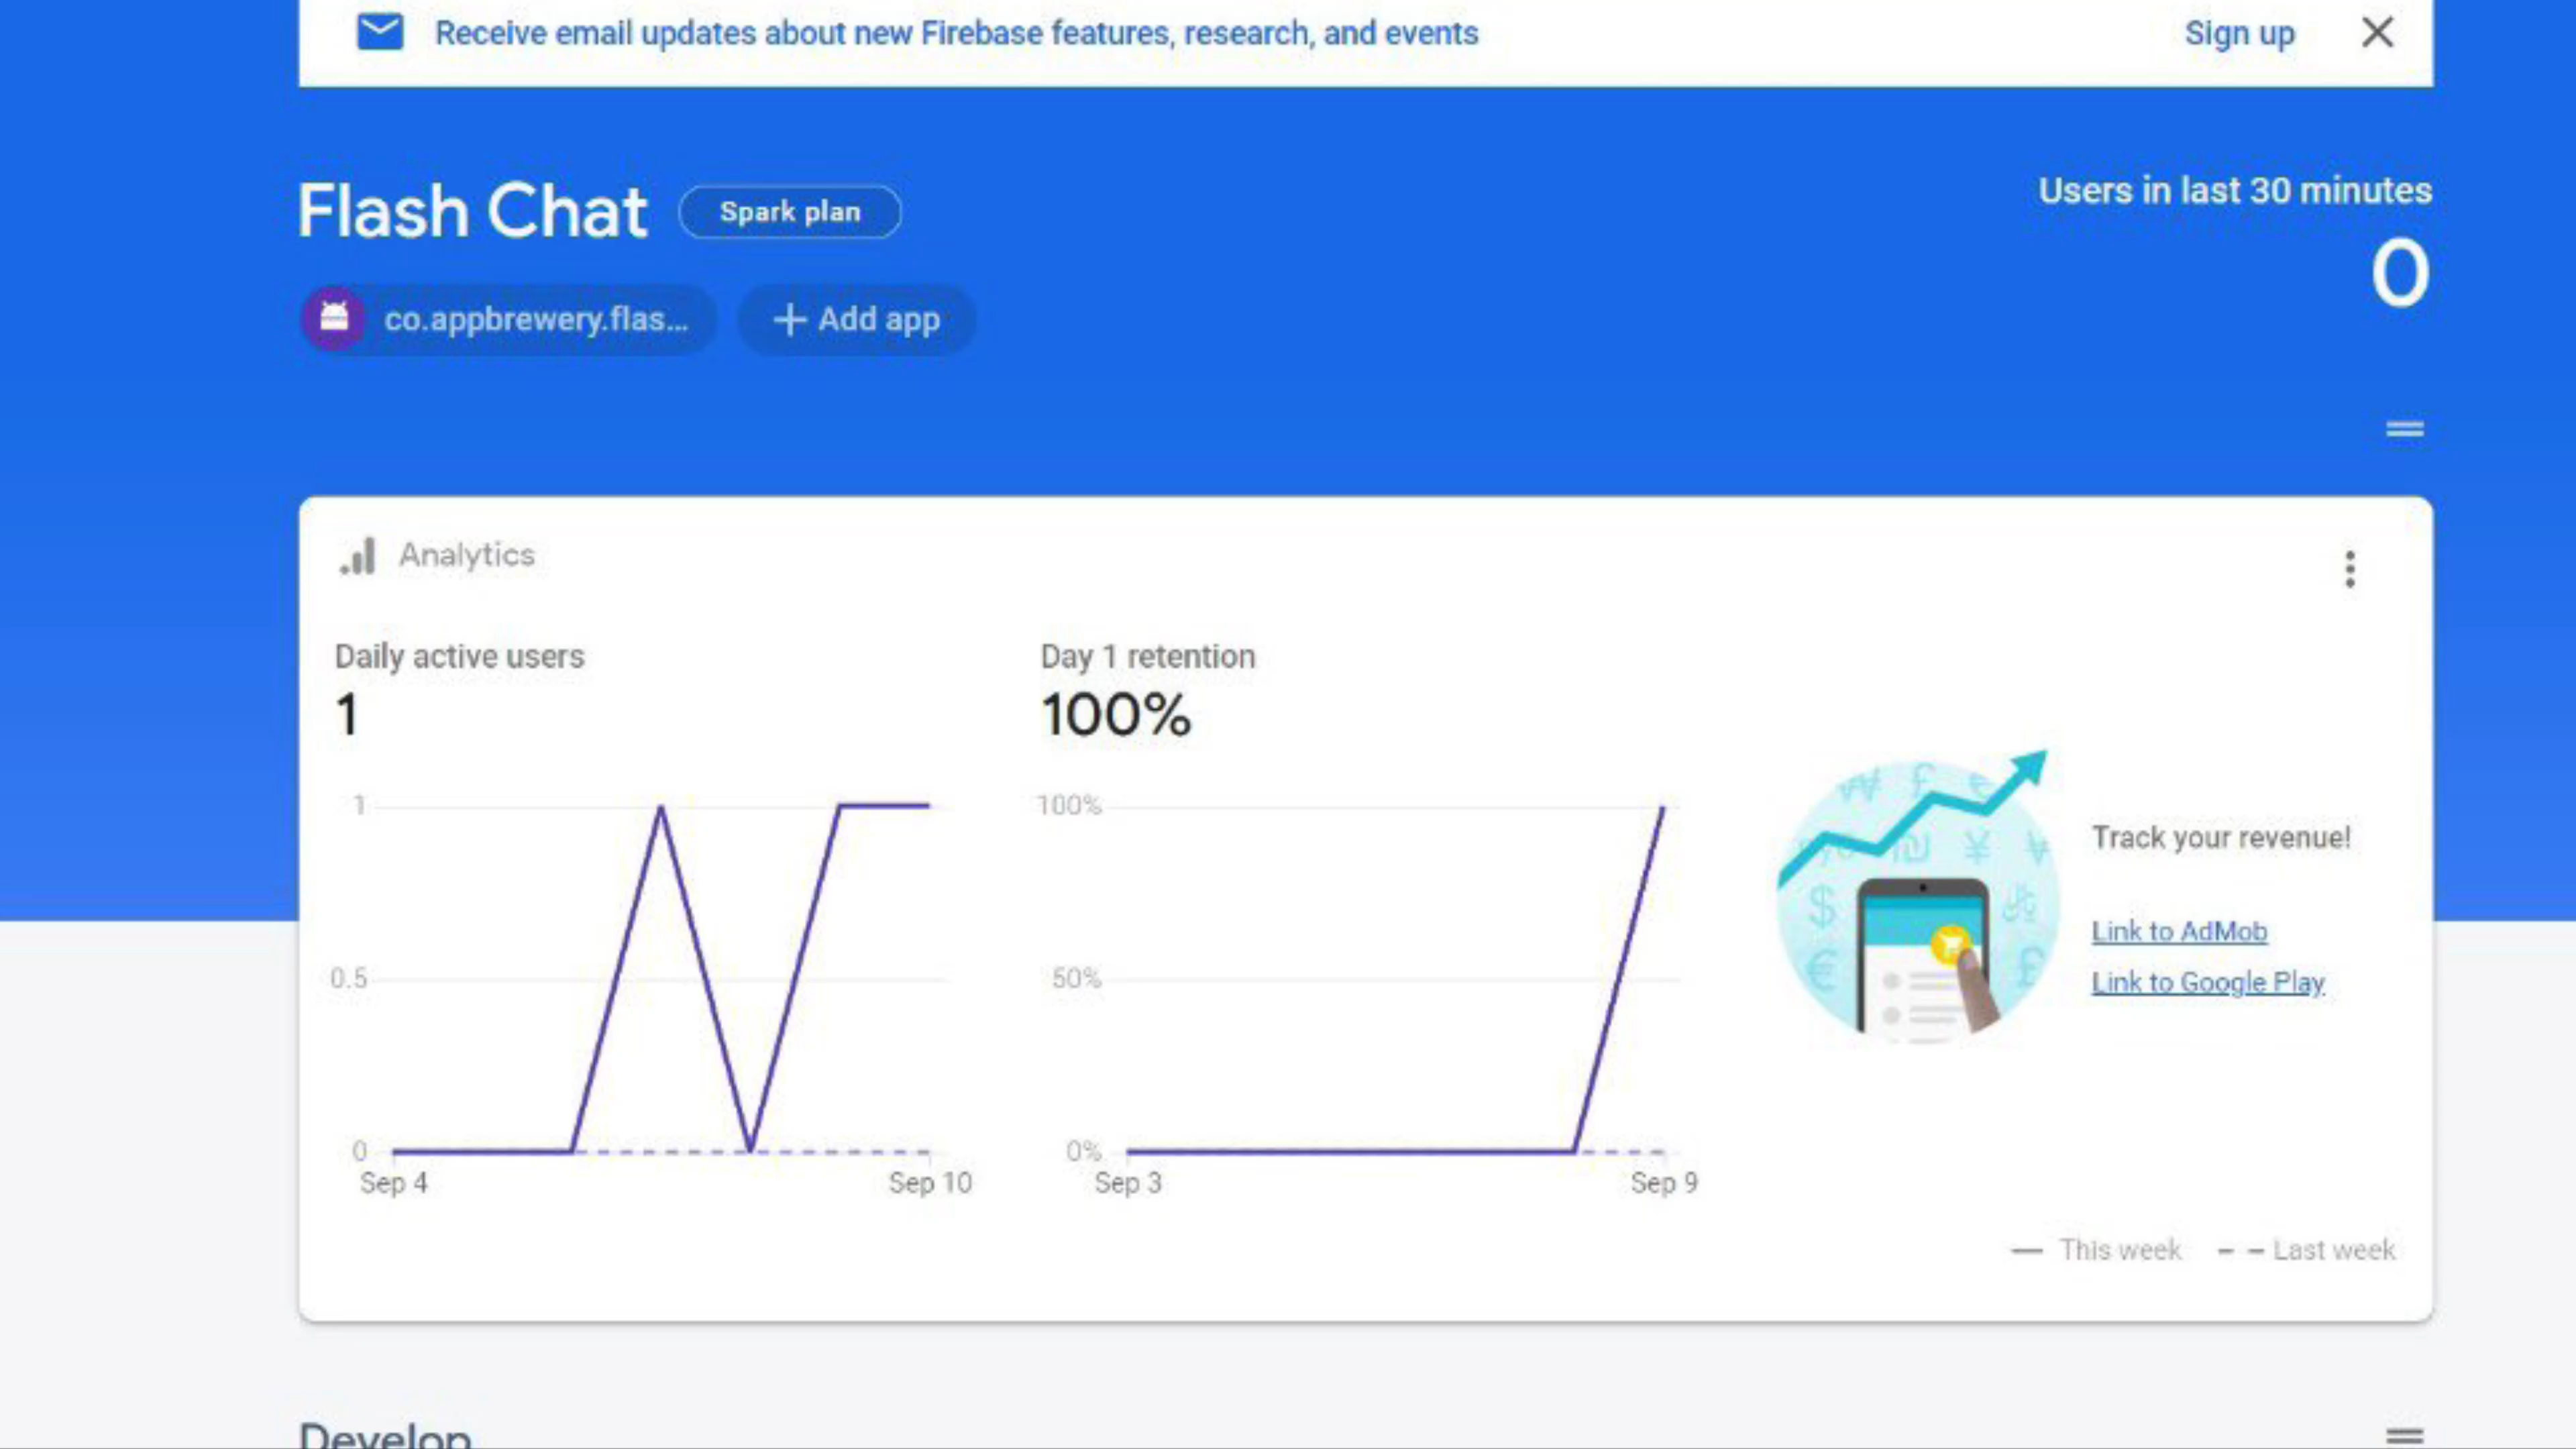 Receive email updates about new Firebase features, research, and events
Sign up
Flash Chat
Spark plan
Users in last 30 minutes
0
co.appbrewery.flas...
+ Add app
Analytics
Daily active users
1
Day 1 retention
100%
1
0.5
0
Sep 4
Sep 10
100%
50%
0%
Sep 3
Sep 9
Track your revenue!
Link to AdMob
Link to Google Play
This week
Last week
Develop